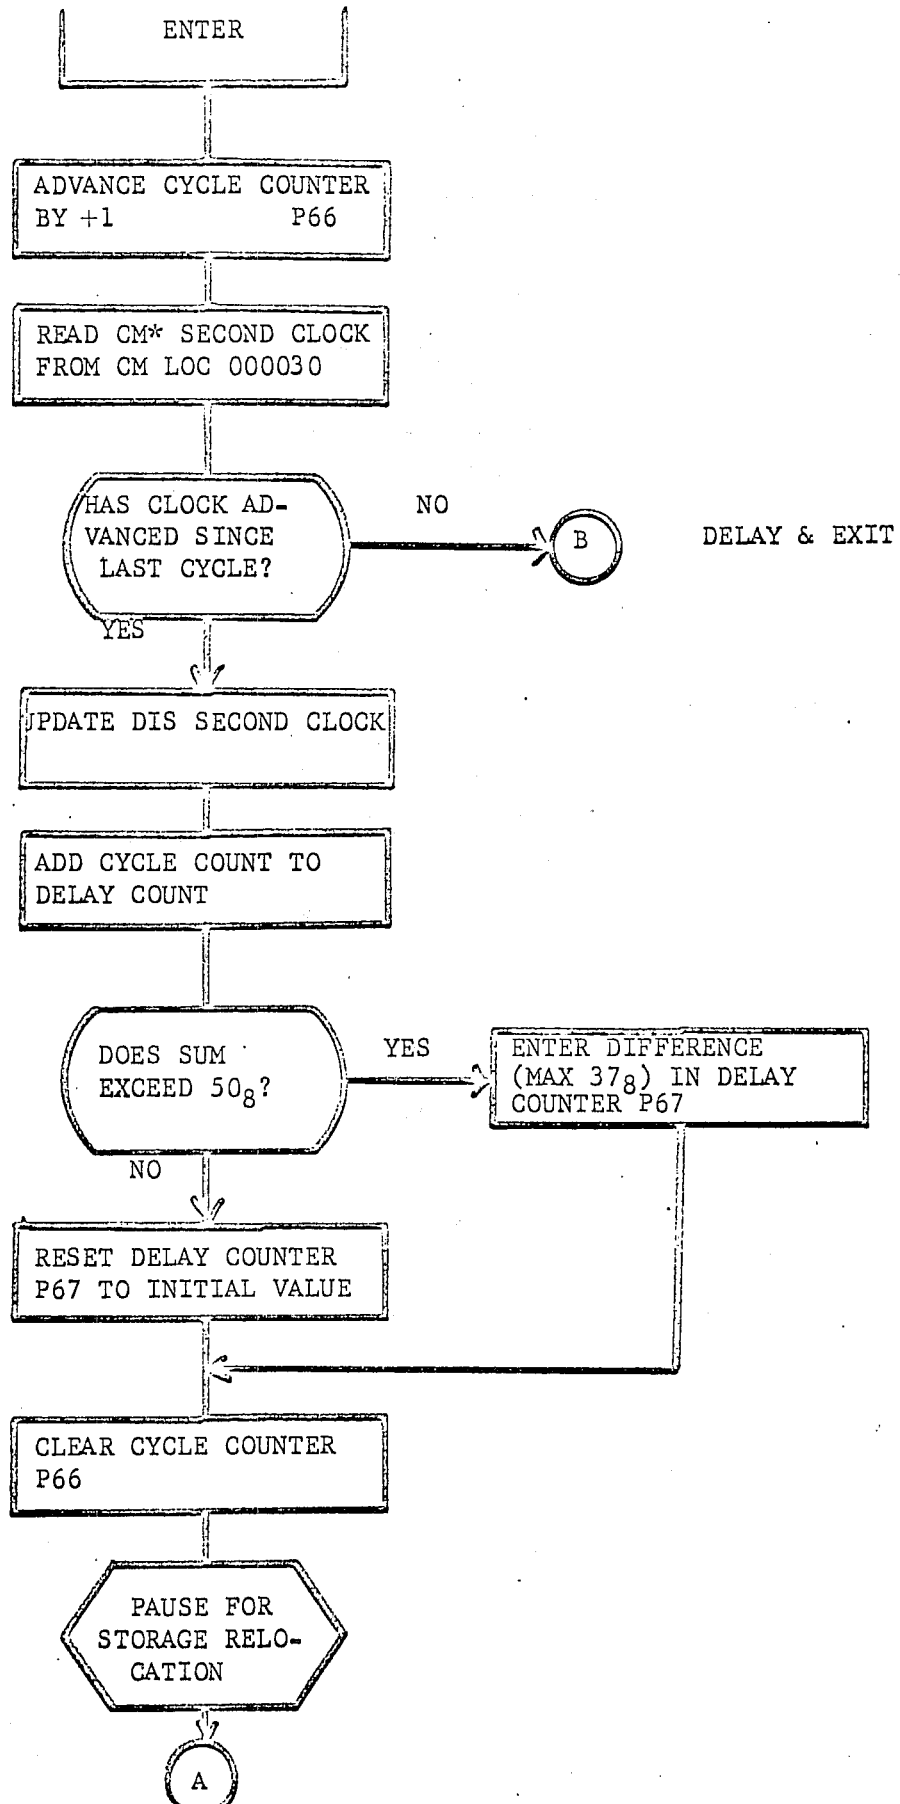 ENTER
ADVANCE CYCLE COUNTER
BY +1 P66
READ CM* SECOND CLOCK
FROM CM LOC 000030
HAS CLOCK AD-
VANCED SINCE
LAST CYCLE?
NO
B
DELAY & EXIT
YES
UPDATE DIS SECOND CLOCK
ADD CYCLE COUNT TO
DELAY COUNT
DOES SUM
EXCEED 50₈?
YES
ENTER DIFFERENCE
(MAX 37₈) IN DELAY
COUNTER P67
NO
RESET DELAY COUNTER
P67 TO INITIAL VALUE
CLEAR CYCLE COUNTER
P66
PAUSE FOR
STORAGE RELO-
CATION
A